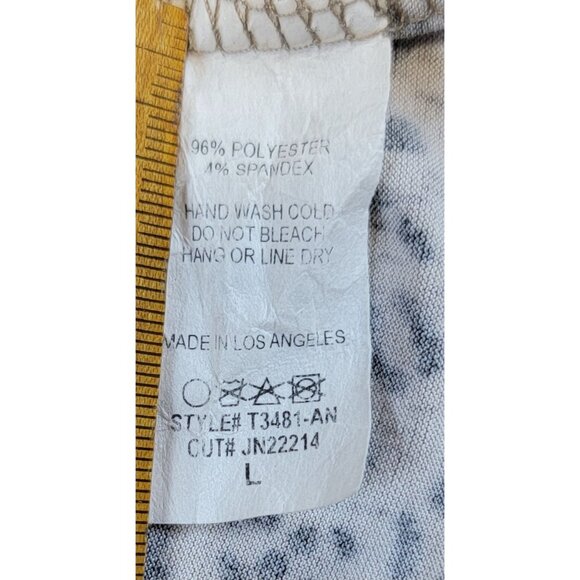 96% POLYESTER
4% SPANDEX
HAND WASH COLD
DO NOT BLEACH
HANG OR LINE DRY
MADE IN LOS ANGELES
STYLE# T3481-AN
CUT# JN22214
L